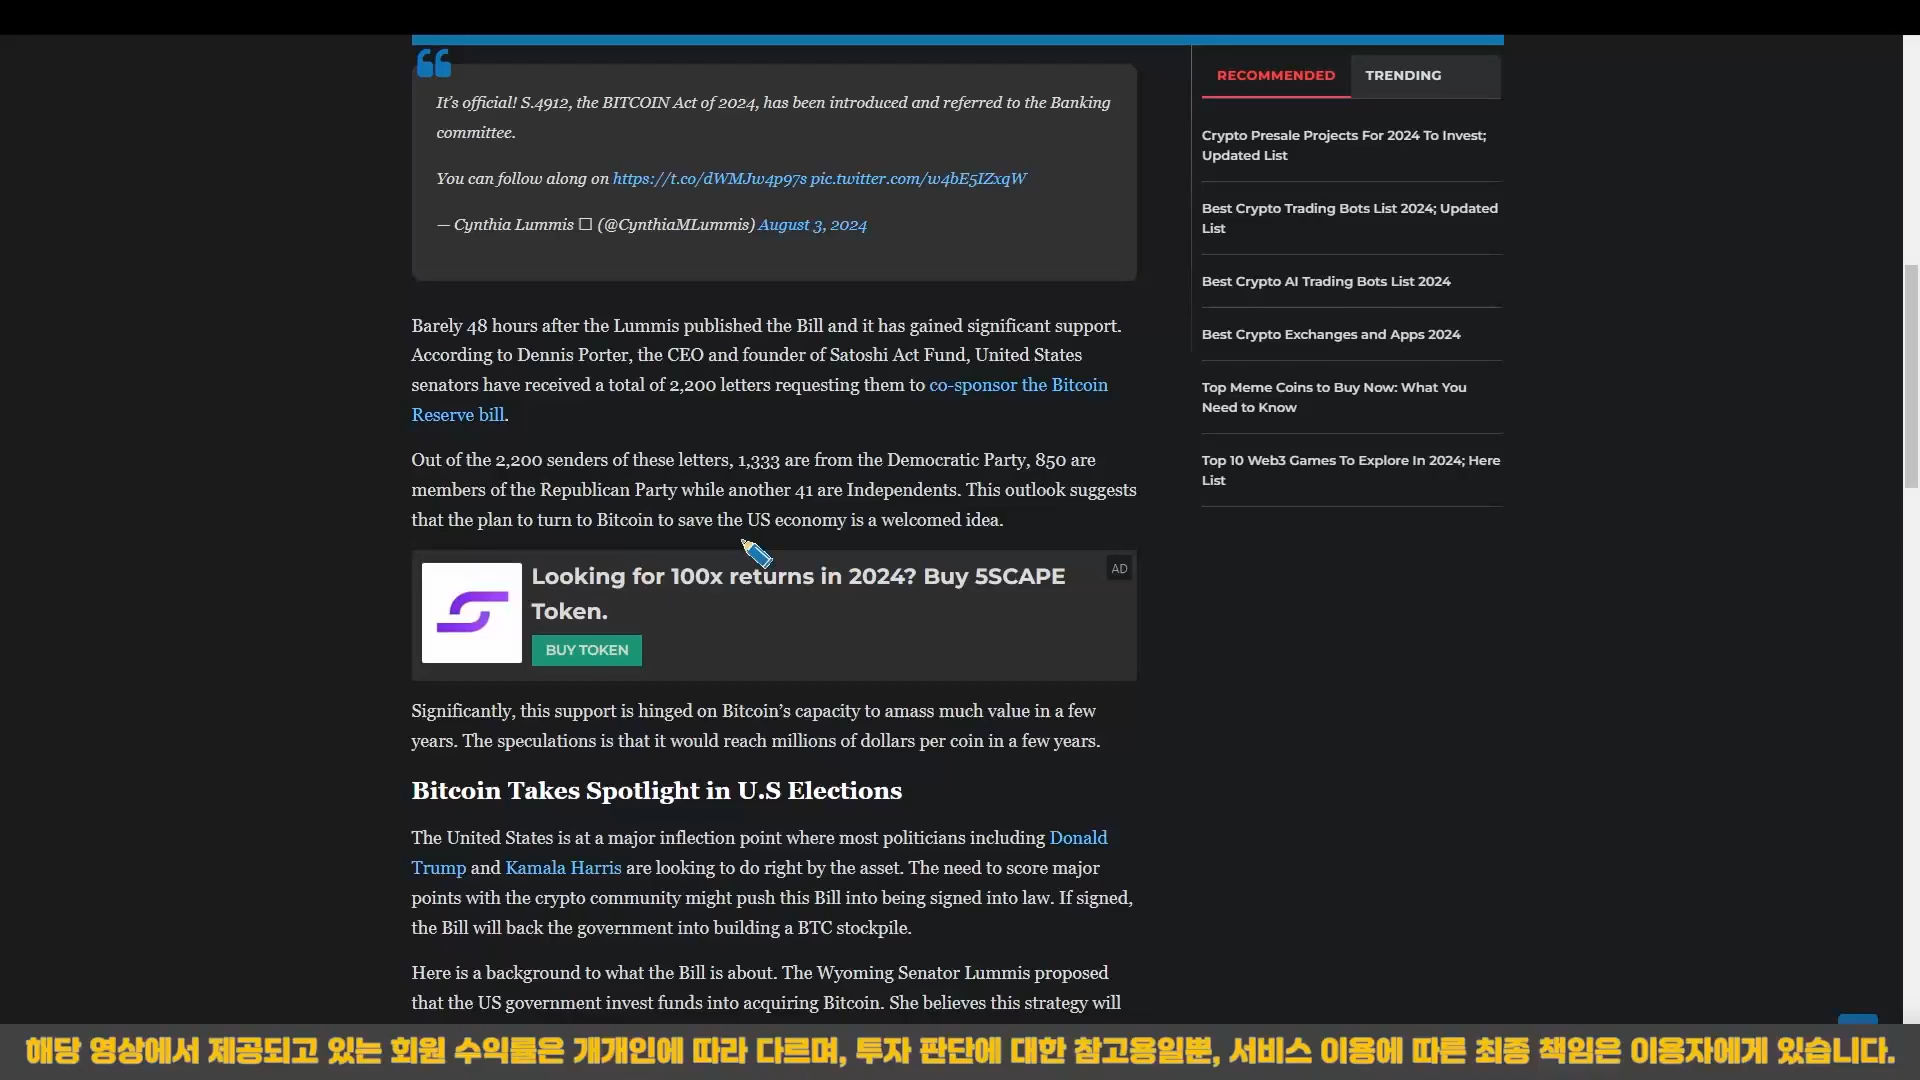 It's official! S.4912, the BITCOIN Act of 2024, has been introduced and referred to the Banking
committee.
You can follow along on https://t.co/dWMJw4p97s pic.twitter.com/w4bE5IZxqW
— Cynthia Lummis □ (@CynthiaMLummis) August 3, 2024
Barely 48 hours after the Lummis published the Bill and it has gained significant support.
According to Dennis Porter, the CEO and founder of Satoshi Act Fund, United States
senators have received a total of 2,200 letters requesting them to co-sponsor the Bitcoin
Reserve bill.
Out of the 2,200 senders of these letters, 1,333 are from the Democratic Party, 850 are
members of the Republican Party while another 41 are Independents. This outlook suggests
that the plan to turn to Bitcoin to save the US economy is a welcomed idea.
Looking for 100x returns in 2024? Buy 5SCAPE
Token.
AD
BUY TOKEN
Significantly, this support is hinged on Bitcoin's capacity to amass much value in a few
years. The speculations is that it would reach millions of dollars per coin in a few years.
Bitcoin Takes Spotlight in U.S Elections
The United States is at a major inflection point where most politicians including Donald
Trump and Kamala Harris are looking to do right by the asset. The need to score major
points with the crypto community might push this Bill into being signed into law. If signed,
the Bill will back the government into building a BTC stockpile.
Here is a background to what the Bill is about. The Wyoming Senator Lummis proposed
that the US government invest funds into acquiring Bitcoin. She believes this strategy will
RECOMMENDED
TRENDING
Crypto Presale Projects For 2024 To Invest;
Updated List
Best Crypto Trading Bots List 2024; Updated
List
Best Crypto AI Trading Bots List 2024
Best Crypto Exchanges and Apps 2024
Top Meme Coins to Buy Now: What You
Need to Know
Top 10 Web3 Games To Explore In 2024; Here
List
해당 영상에서 제공되고 있는 회원 수익률은 개개인에 따라 다르며, 투자 판단에 대한 참고용일뿐, 서비스 이용에 따른 최종 책임은 이용자에게 있습니다.